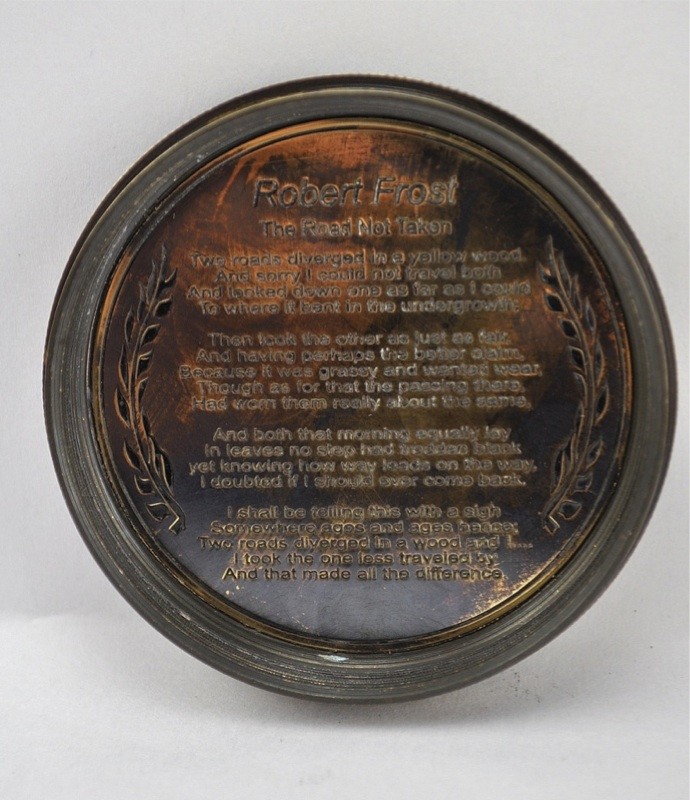 Robert Frost
The Road Not Taken
Two roads diverged in a yellow wood.
And sorry I could not travel both
And looked down one as far as I could
To where it bent in the undergrowth;
Then took the other as just as fair,
And having perhaps the better claim,
Because it was grassy and wanted wear,
Though as for that the passing there,
Had worn them really about the same,
And both that morning equally lay
In leaves no step had trodden black
yet knowing how way leads on the way,
I doubted if I should ever come back.
I shall be telling this with a sigh
Somewhere ages and ages hence:
Two roads diverged in a wood and I....
I took the one less traveled by
And that made all the difference.